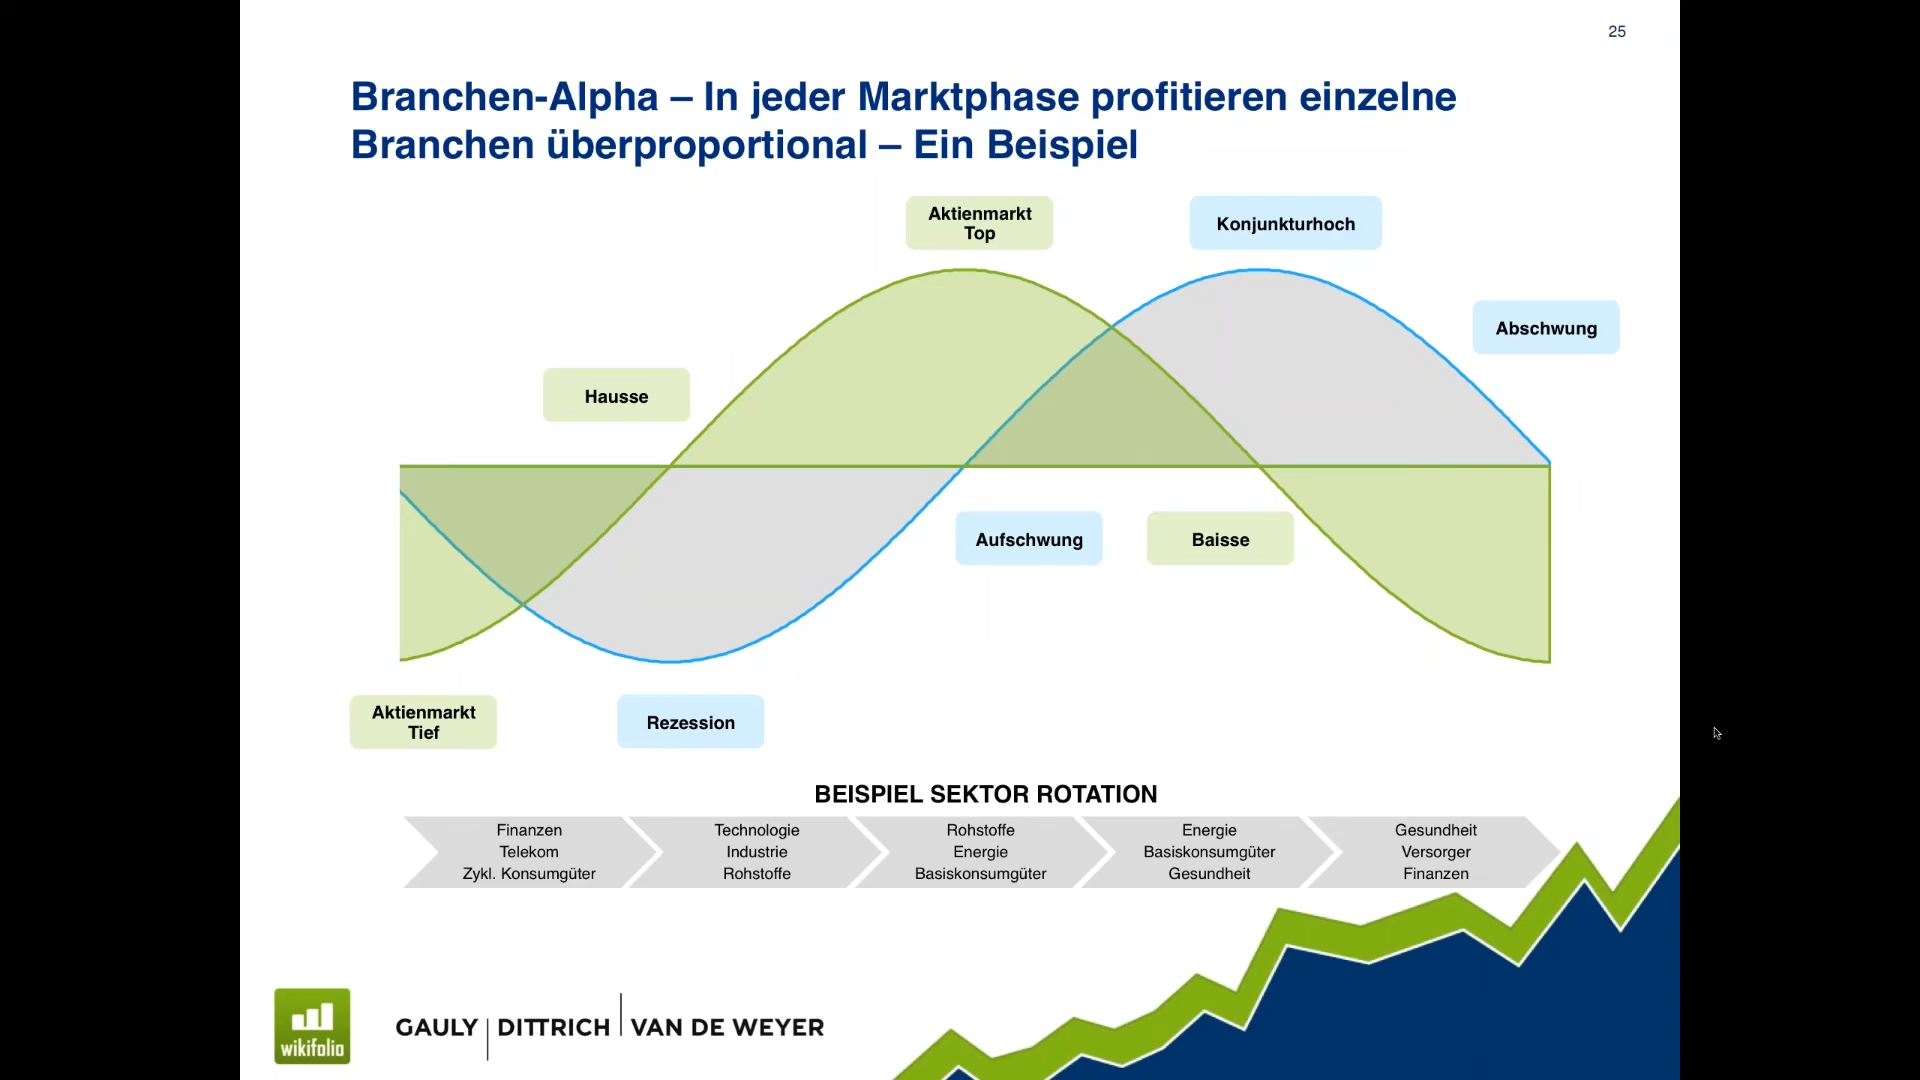 25
Branchen-Alpha – In jeder Marktphase profitieren einzelne
Branchen überproportional – Ein Beispiel
Aktienmarkt
Top
Konjunkturhoch
Abschwung
Hausse
Aufschwung
Baisse
Aktienmarkt
Tief
Rezession
BEISPIEL SEKTOR ROTATION
Finanzen
Telekom
Zykl. Konsumgüter
Technologie
Industrie
Rohstoffe
Rohstoffe
Energie
Basiskonsumgüter
Energie
Basiskonsumgüter
Gesundheit
Gesundheit
Versorger
Finanzen
wikifolio
GAULY | DITTRICH | VAN DE WEYER